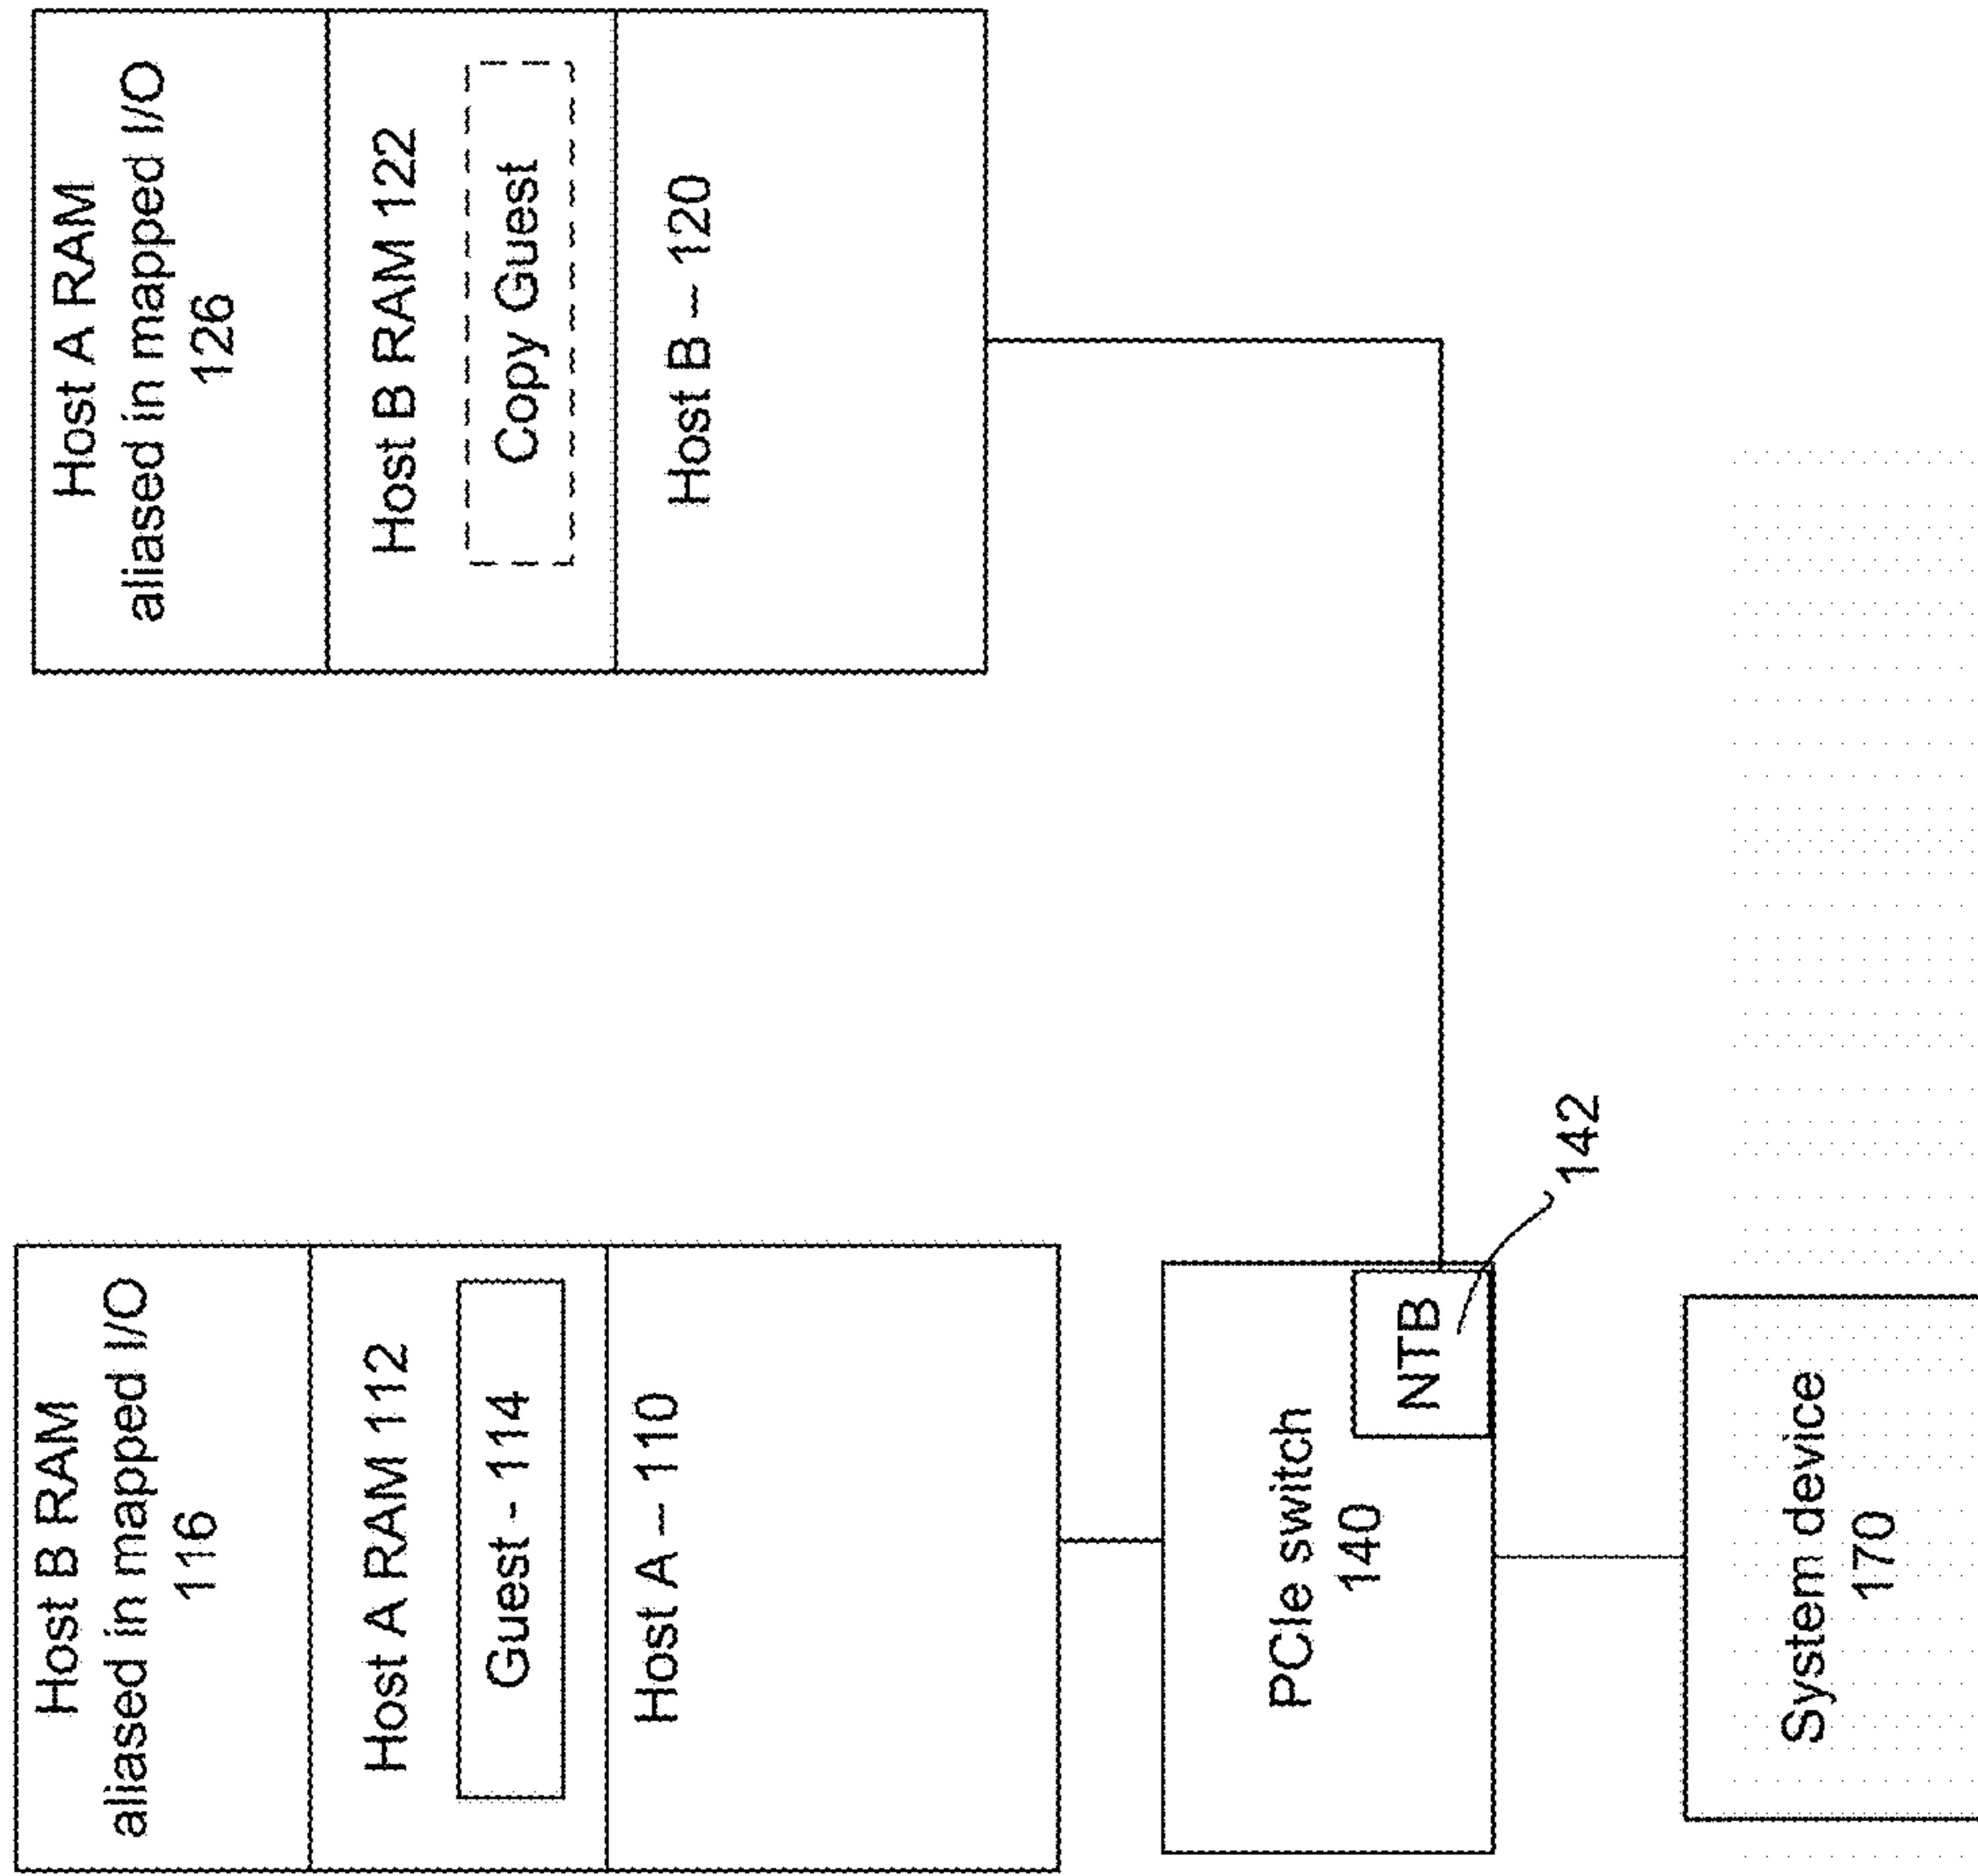 Host B RAM
aliased in mapped I/O
116
Host A RAM 112
Guest - 114
Host A – 110
Host A RAM
aliased in mapped I/O
126
Host B RAM 122
Copy Guest
Host B – 120
PCIe switch
140
NTB
142
System device
170